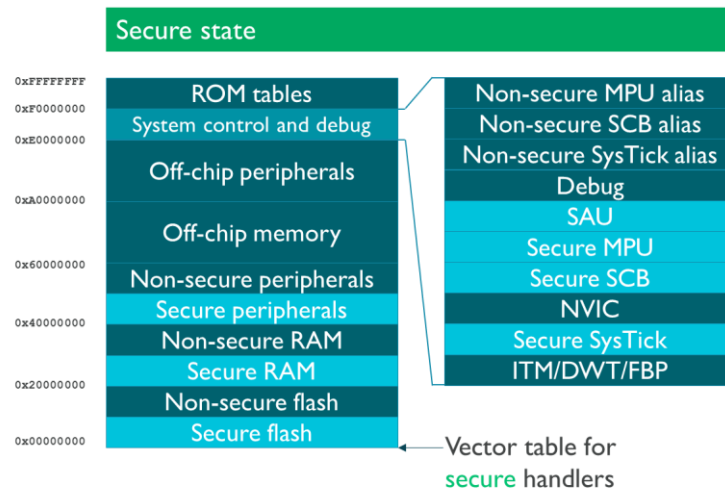 Secure state
0xFFFFFFFF
ROM tables
0xF0000000
System control and debug
0xE0000000
Off-chip peripherals
0xA0000000
Off-chip memory
0x60000000
Non-secure peripherals
Secure peripherals
0x40000000
Non-secure RAM
Secure RAM
0x20000000
Non-secure flash
Secure flash
0x00000000
Non-secure MPU alias
Non-secure SCB alias
Non-secure SysTick alias
Debug
SAU
Secure MPU
Secure SCB
NVIC
Secure SysTick
ITM/DWT/FBP
Vector table for
secure handlers